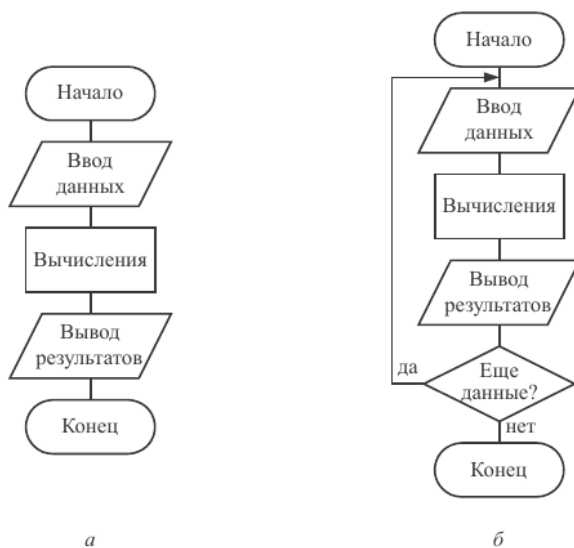 Начало
Ввод
данных
Вычисления
Вывод
результатов
Конец
а
Начало
Ввод
данных
Вычисления
Вывод
результатов
Еще
данные?
да
нет
Конец
б